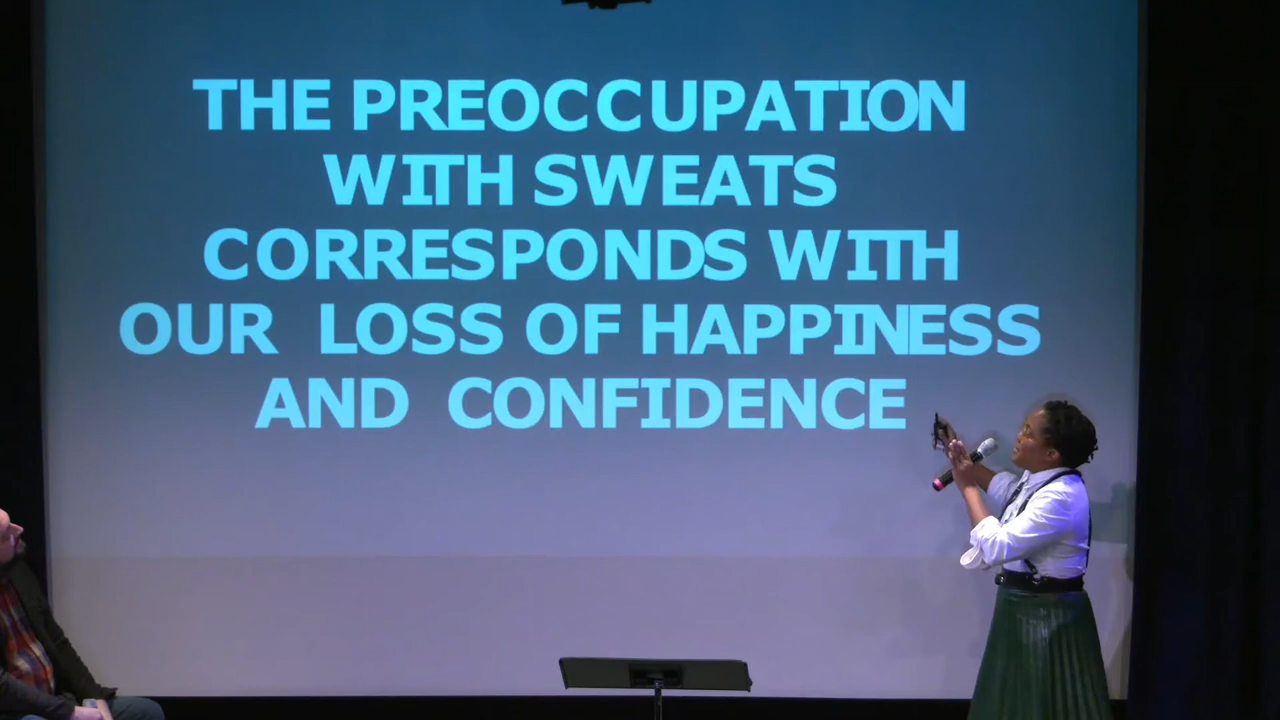 THE PREOCCUPATION
WITH SWEATS
CORRESPONDS WITH
OUR LOSS OF HAPPINESS
AND CONFIDENCE